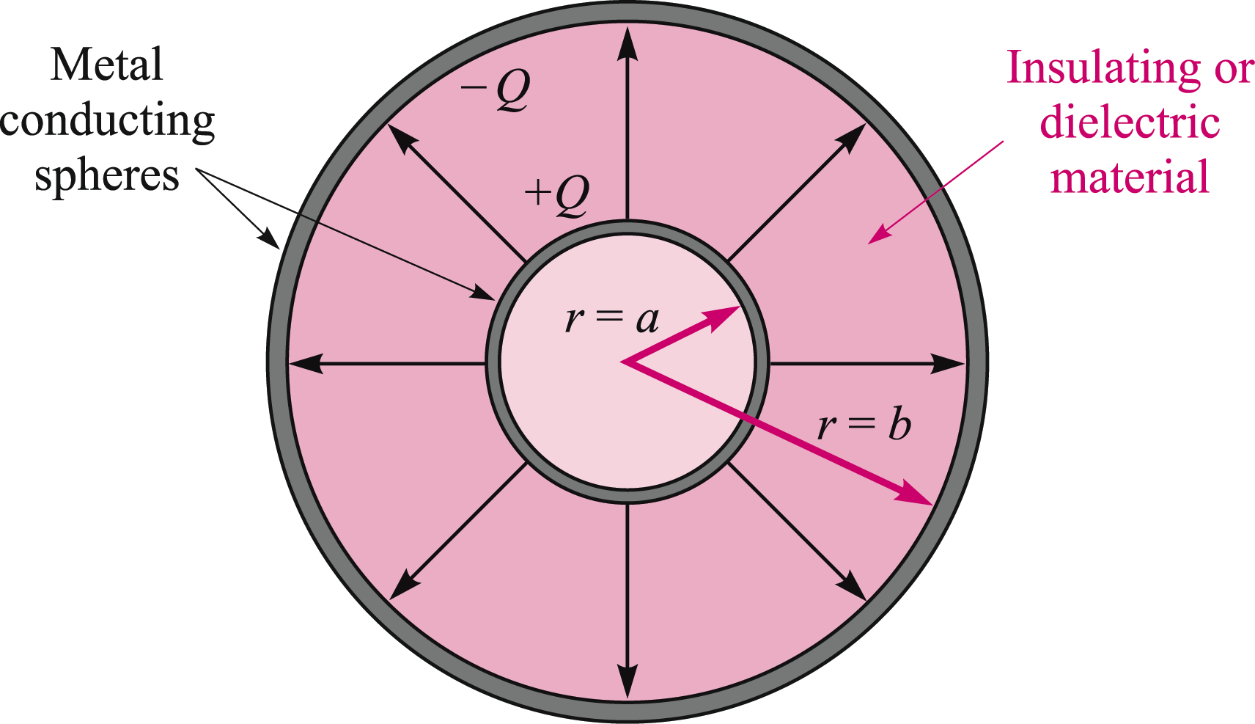 Metal
conducting
spheres
−Q
+Q
r = a
r = b
Insulating or
dielectric
material